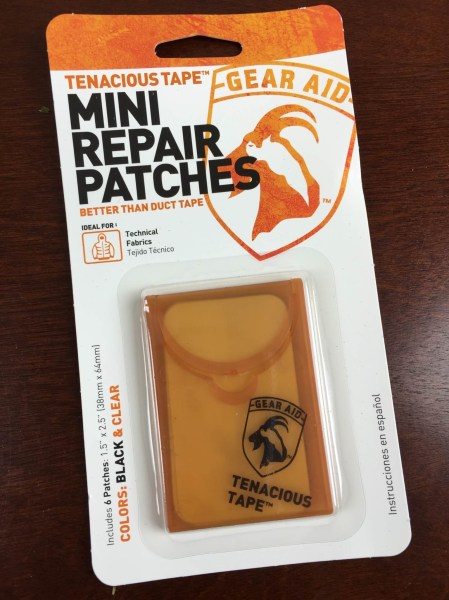 TENACIOUS TAPE™
GEAR AID
MINI
REPAIR
PATCHES
™
BETTER THAN DUCT TAPE
IDEAL FOR:
Technical
Fabrics
Tejido Técnico
Includes 6 Patches: 1.5" x 2.5" (38mm x 64mm)
COLORS: BLACK & CLEAR
GEAR AID
TENACIOUS
TAPE™
Instrucciones en español